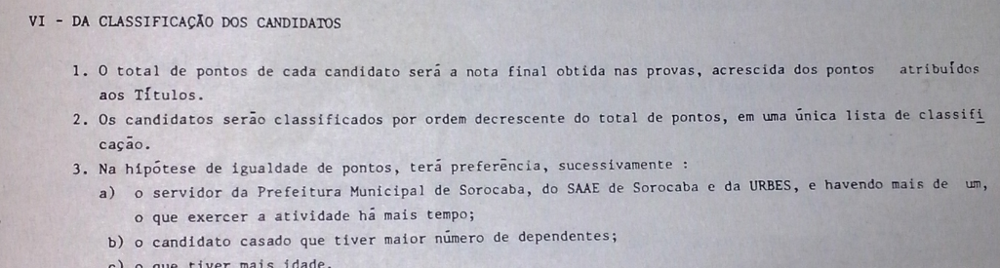 VI - DA CLASSIFICAÇÃO DOS CANDIDATOS
1. O total de pontos de cada candidato será a nota final obtida nas provas, acrescida dos pontos atribuídos
aos Títulos.
2. Os candidatos serão classificados por ordem decrescente do total de pontos, em uma única lista de classifi
cação.
3. Na hipótese de igualdade de pontos, terá preferência, sucessivamente :
a) o servidor da Prefeitura Municipal de Sorocaba, do SAAE de Sorocaba e da URBES, e havendo mais de um,
o que exercer a atividade há mais tempo;
b) o candidato casado que tiver maior número de dependentes;
c) o que tiver mais idade.